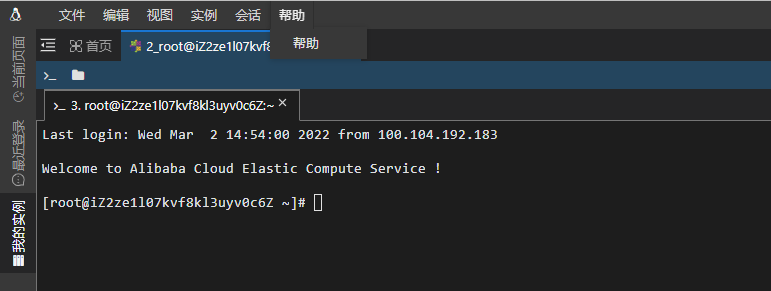 文件 编辑 视图 实例 会话 帮助
帮助
首页 2_root@iZ2ze1l07kvf8
3. root@iZ2ze1l07kvf8kl3uyv0c6Z:~
Last login: Wed Mar  2 14:54:00 2022 from 100.104.192.183
Welcome to Alibaba Cloud Elastic Compute Service !
[root@iZ2ze1l07kvf8kl3uyv0c6Z ~]#
当前页面
最近登录
我的实例